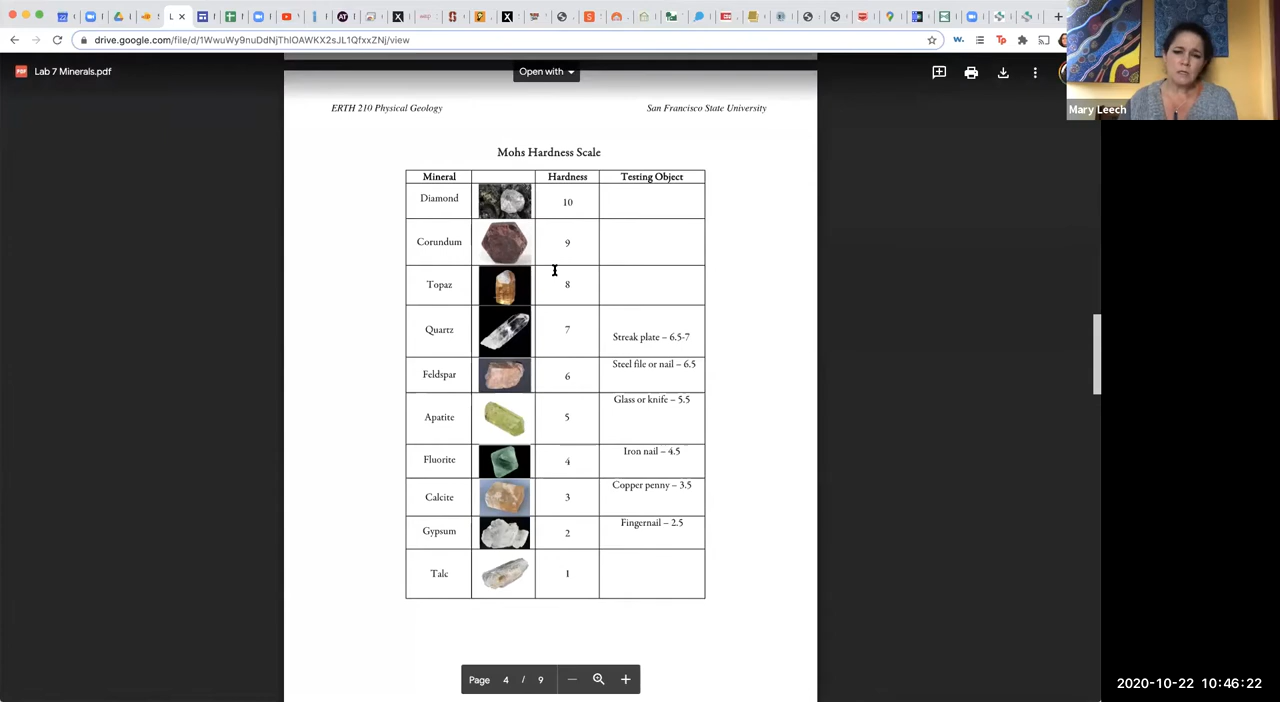 drive.google.com/file/d/1WwuWy9nuDdNjThIOAWKX2sJL1QfxxZNj/view
Mary Leech
PDF
Lab 7 Minerals.pdf
Open with
ERTH 210 Physical Geology San Francisco State University
Mohs Hardness Scale
Mineral Hardness Testing Object
Diamond 10
Corundum 9
Topaz 8
Quartz 7 Streak plate – 6.5-7
Feldspar 6 Steel file or nail – 6.5
Apatite 5 Glass or knife – 5.5
Fluorite 4 Iron nail – 4.5
Calcite 3 Copper penny – 3.5
Gypsum 2 Fingernail – 2.5
Talc 1
Page 4 / 9
2020-10-22 10:46:22